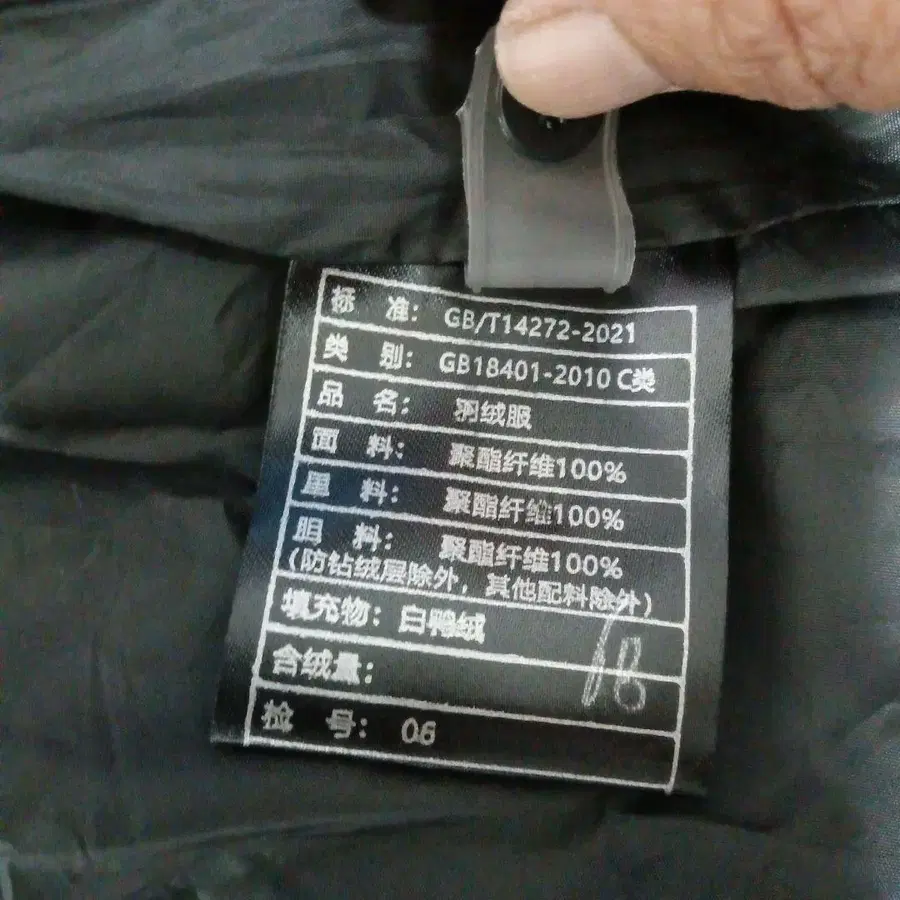 标 准: GB/T14272-2021
类 别: GB18401-2010 C类
品 名: 羽绒服
面 料: 聚酯纤维100%
里 料: 聚酯纤维100%
胆 料: 聚酯纤维100%
(防钻绒层除外，其他配料除外)
填充物: 白鸭绒
含绒量:
检 号: 06
18